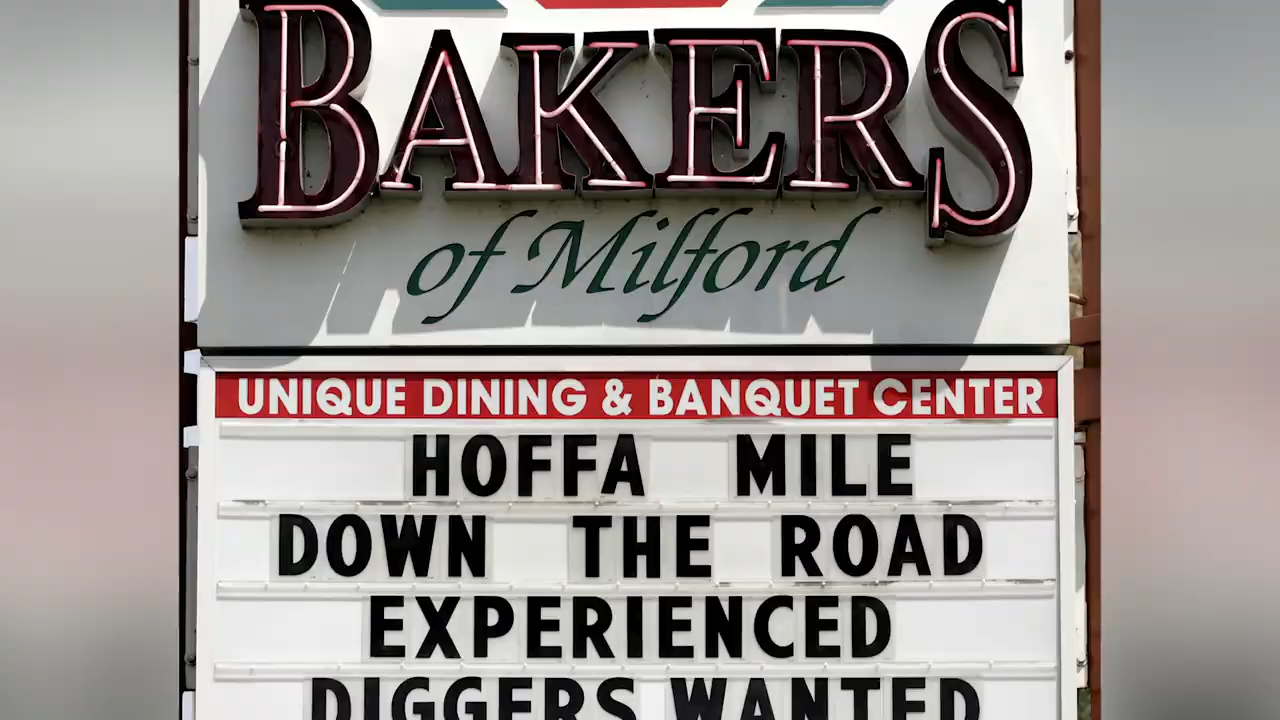 BAKERS
of Milford
UNIQUE DINING & BANQUET CENTER
HOFFA MILE
DOWN THE ROAD
EXPERIENCED
DIGGERS WANTED